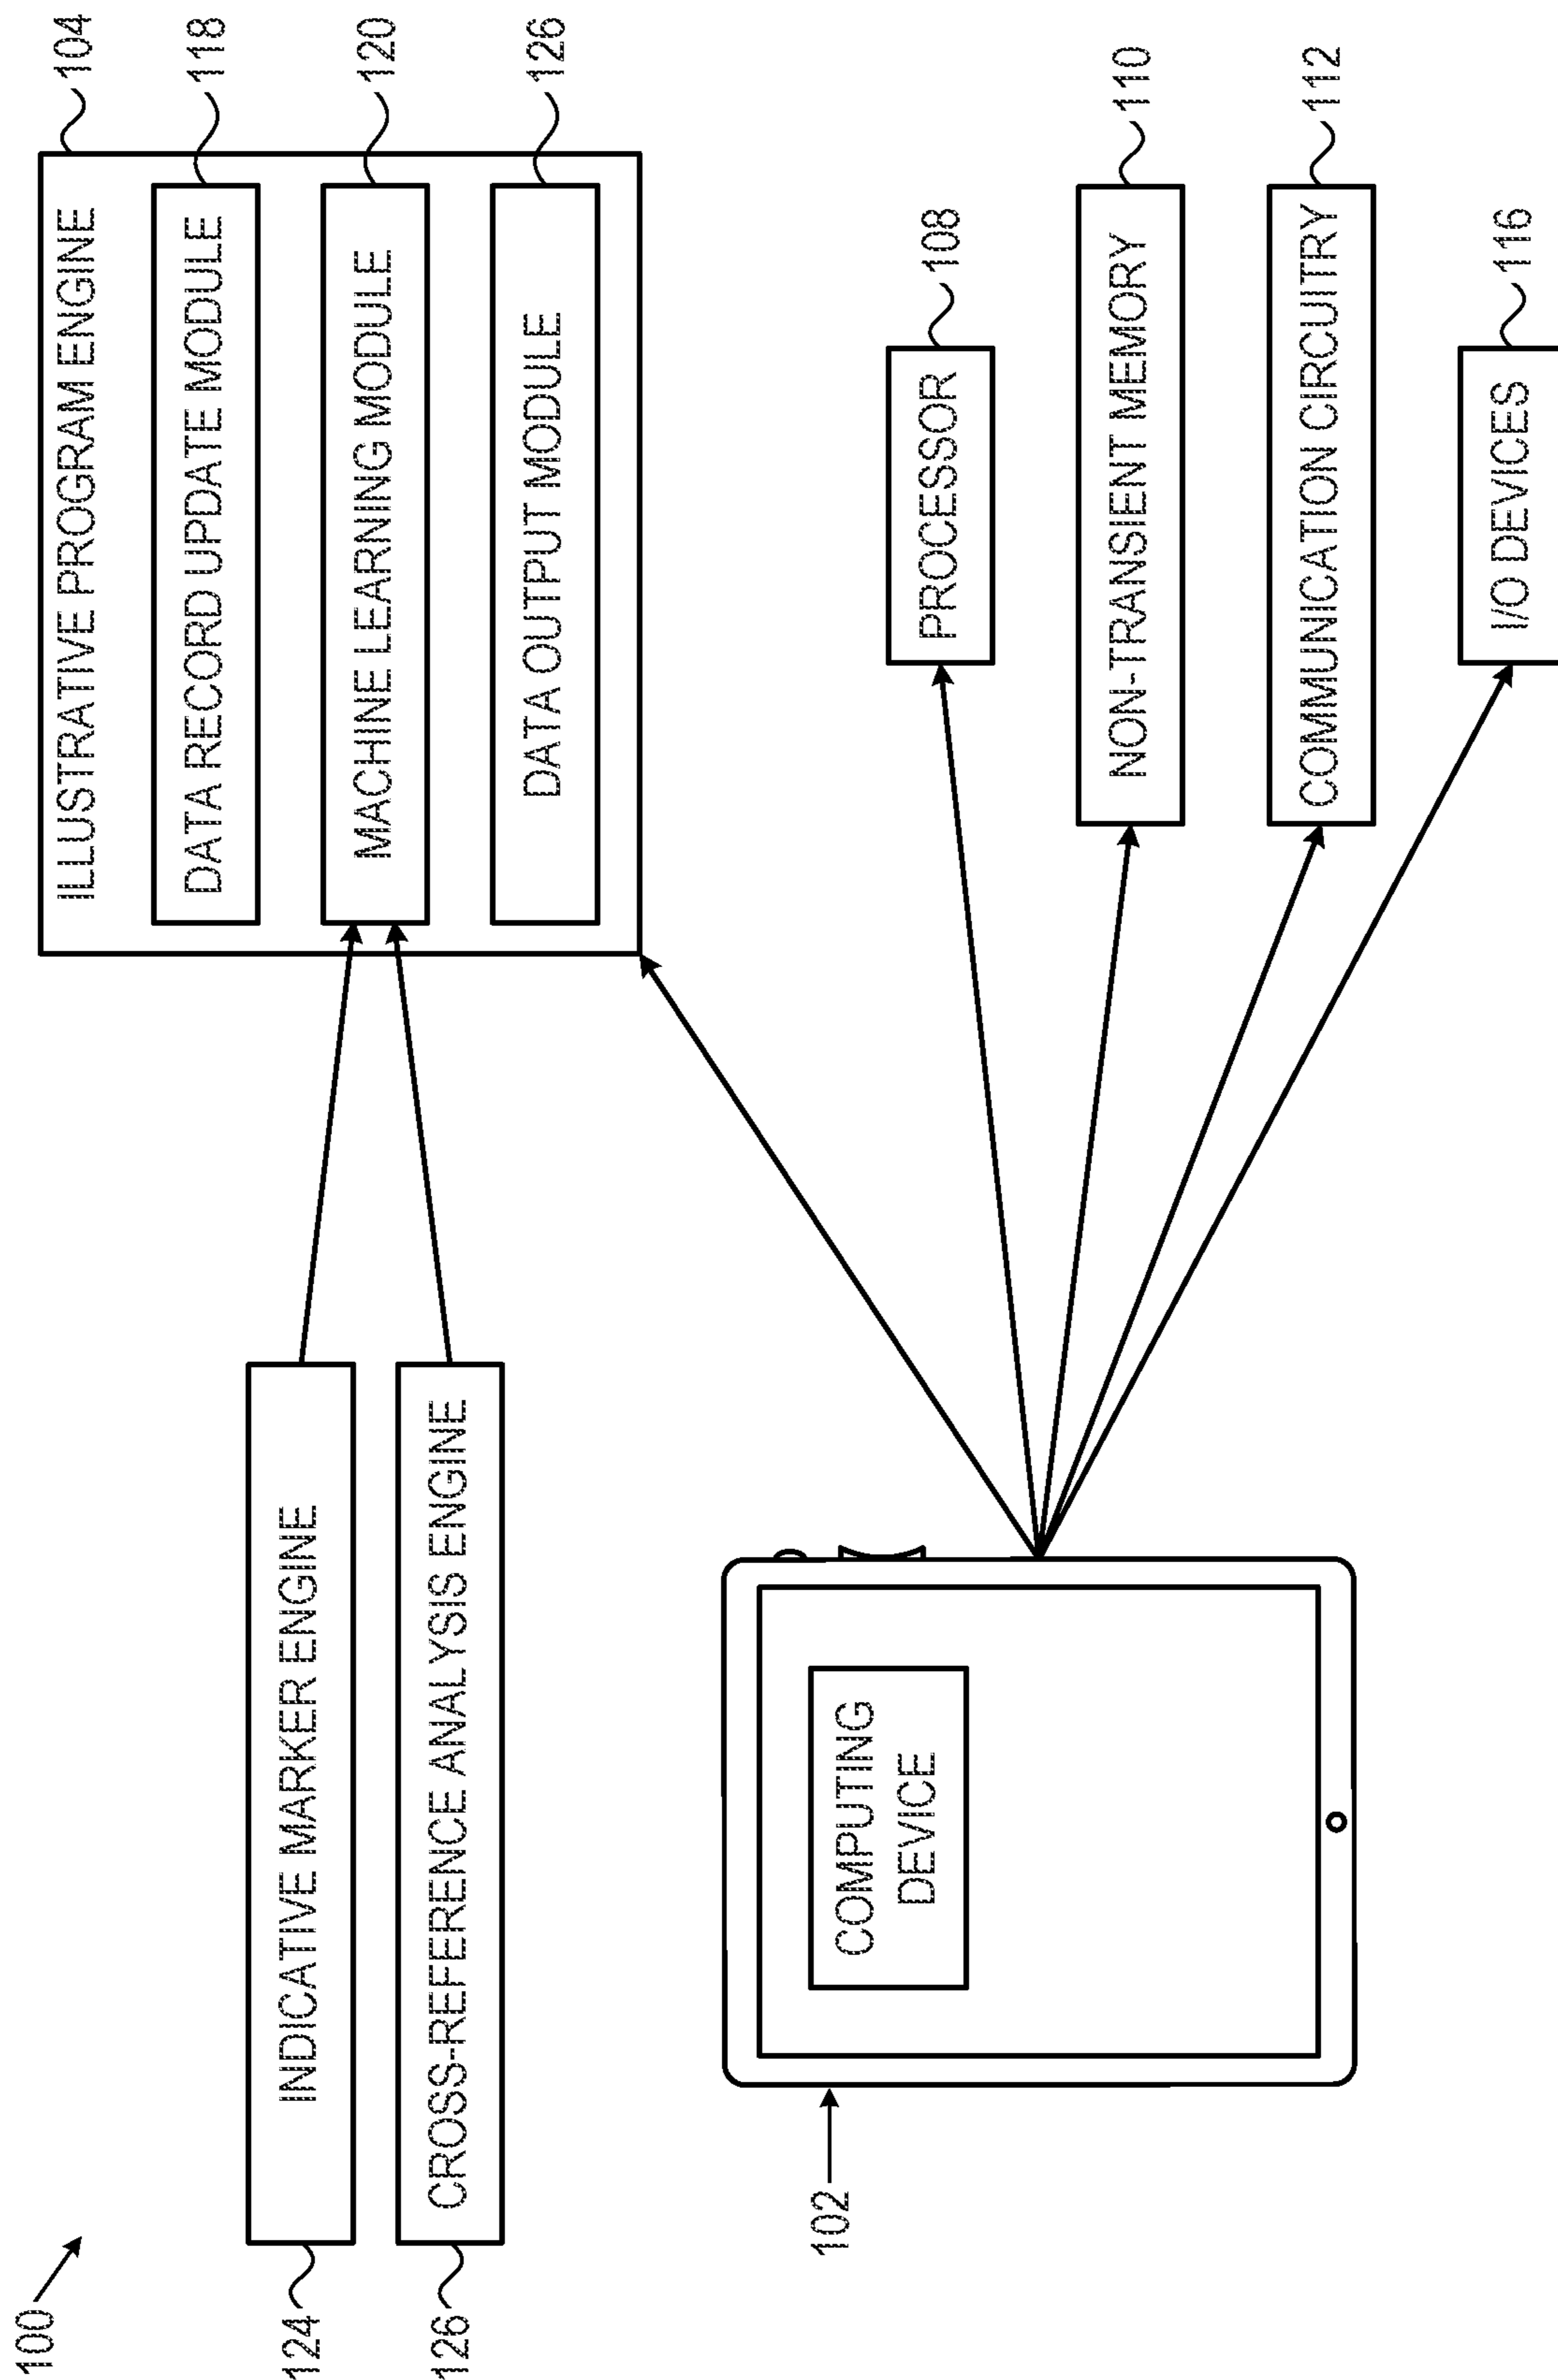 100
ILLUSTRATIVE PROGRAM ENGINE
104
124
INDICATIVE MARKER ENGINE
DATA RECORD UPDATE MODULE
118
126
CROSS-REFERENCE ANALYSIS ENGINE
MACHINE LEARNING MODULE
120
DATA OUTPUT MODULE
126
102
COMPUTING
DEVICE
PROCESSOR
108
NON-TRANSIENT MEMORY
110
COMMUNICATION CIRCUITRY
112
I/O DEVICES
116